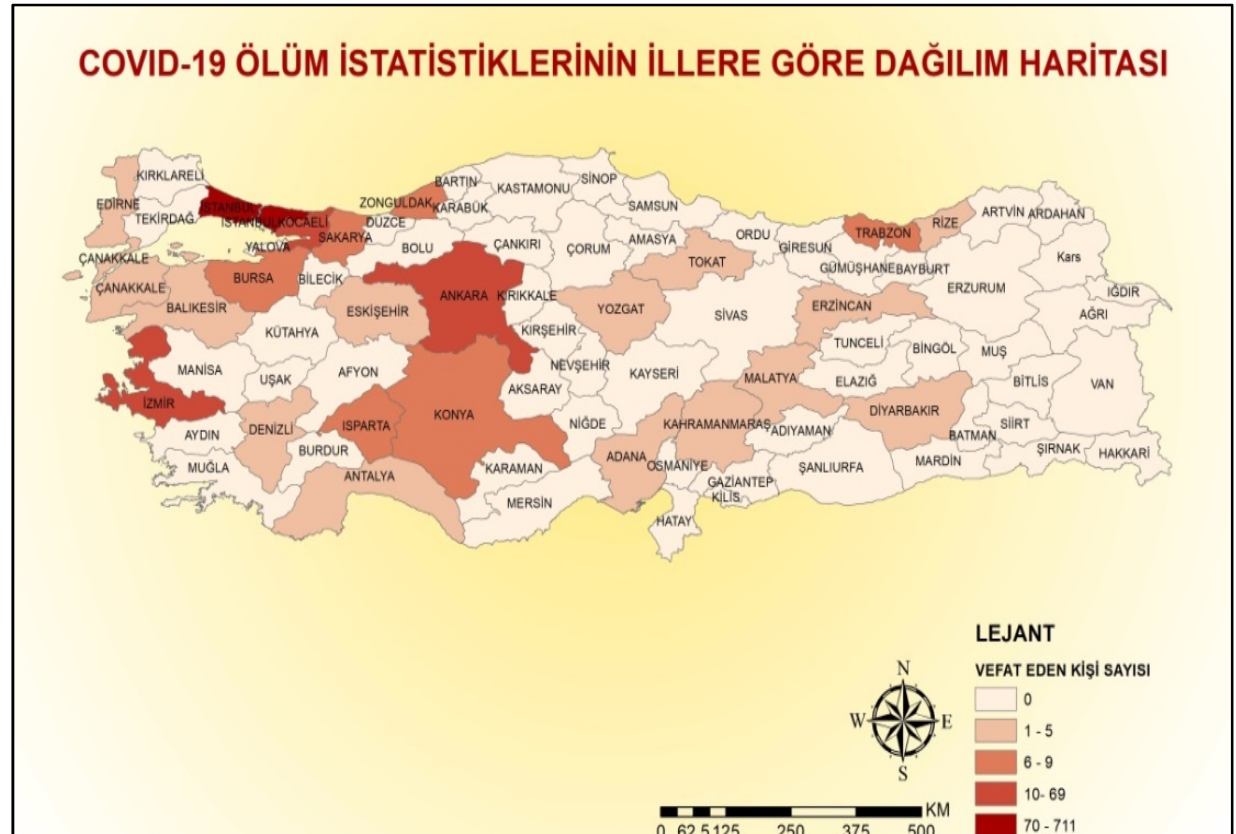 COVID-19 ÖLÜM İSTATİSTİKLERİNİN İLLERE GÖRE DAĞILIM HARİTASI
KIRKLARELİ
EDİRNE
TEKİRDAĞ
İSTANBUL
İSTANBUL
KOCAELİ
YALOVA
SAKARYA
DÜZCE
ZONGULDAK
BARTIN
KARABÜK
KASTAMONU
SİNOP
SAMSUN
BOLU
ÇANKIRI
ÇORUM
AMASYA
ORDU
GİRESUN
TRABZON
RİZE
ARTVİN
ARDAHAN
Kars
GÜMÜŞHANE
BAYBURT
TOKAT
ÇANAKKALE
ÇANAKKALE
BALIKESİR
BURSA
BİLECİK
ESKİŞEHİR
ANKARA
KIRIKKALE
YOZGAT
SİVAS
ERZİNCAN
ERZURUM
IĞDIR
AĞRI
KÜTAHYA
KIRŞEHİR
TUNCELİ
BİNGÖL
MUŞ
MANİSA
UŞAK
AFYON
NEVŞEHİR
KAYSERİ
MALATYA
ELAZIĞ
BİTLİS
VAN
AKSARAY
İZMİR
KONYA
ISPARTA
DENİZLİ
AYDIN
NİĞDE
KAHRAMANMARAŞ
ADIYAMAN
DİYARBAKIR
BATMAN
SİİRT
ŞIRNAK
HAKKARİ
BURDUR
MUĞLA
ANTALYA
KARAMAN
ADANA
OSMANİYE
GAZİANTEP
KİLİS
ŞANLIURFA
MARDİN
MERSİN
HATAY
LEJANT
VEFAT EDEN KİŞİ SAYISI
0
1 - 5
6 - 9
10- 69
70 - 711
N
W
E
S
KM
0 62,5 125 250 375 500